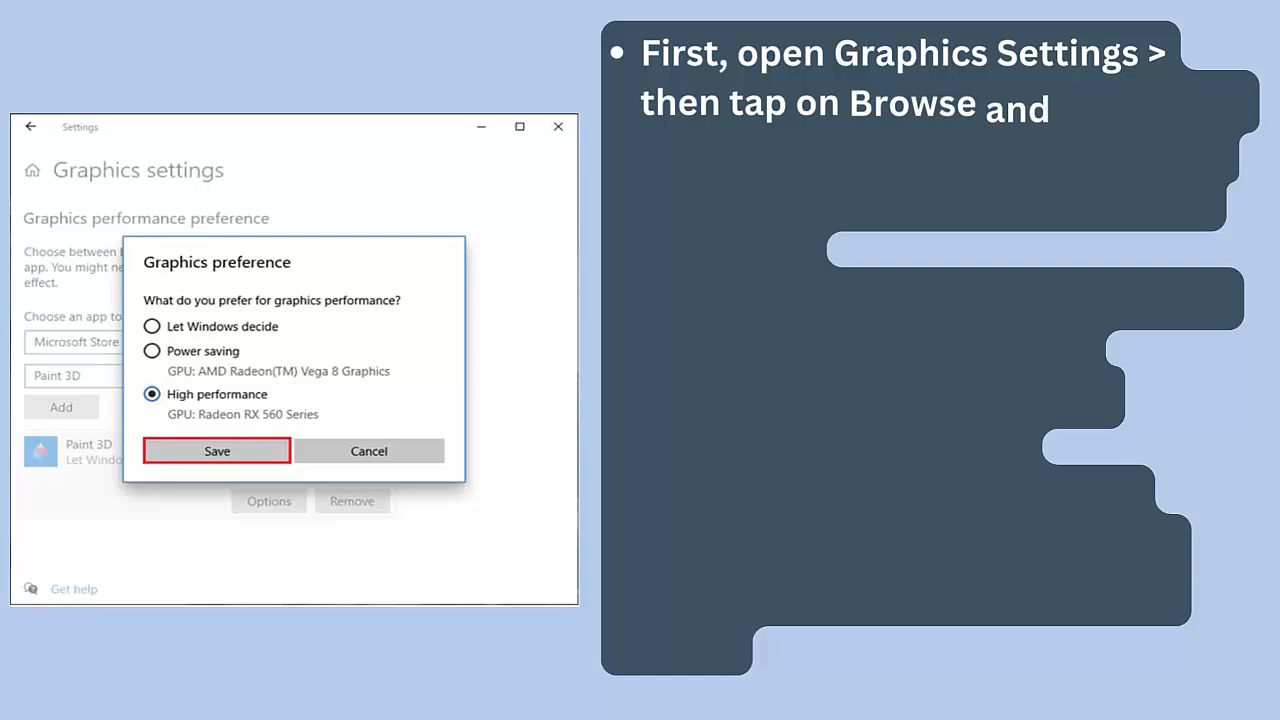 Settings
Graphics settings
Graphics performance preference
Choose between
app. You might ne
effect.
Choose an app to
Microsoft Store
Paint 3D
Add
Paint 3D
Let Windo
Graphics preference
What do you prefer for graphics performance?
Let Windows decide
Power saving
GPU: AMD Radeon(TM) Vega 8 Graphics
High performance
GPU: Radeon RX 560 Series
Save Cancel
Options Remove
Get help
• First, open Graphics Settings >
then tap on Browse and